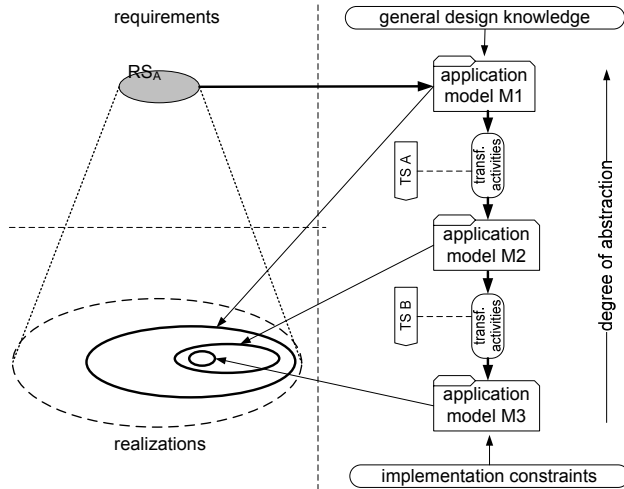 requirements
general design knowledge
RSA
application
model M1
TS A
transf.
activities
application
model M2
degree of abstraction
TS B
transf.
activities
application
model M3
realizations
implementation constraints